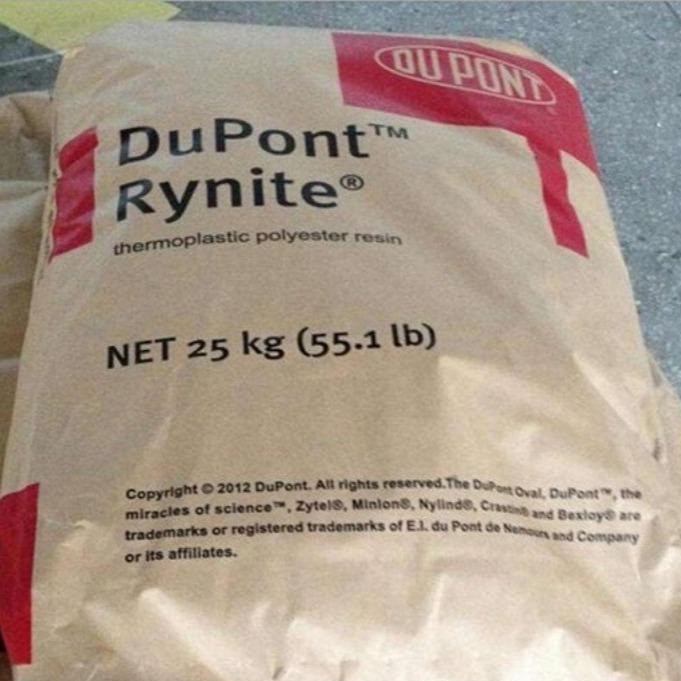 DU PONT
DuPont™
Rynite®
thermoplastic polyester resin
NET 25 kg (55.1 lb)
Copyright © 2012 DuPont. All rights reserved.The DuPont Oval, DuPont™, the
miracles of science™, Zytel®, Minlon®, Nylind®, Crastin® and Bexloy® are
trademarks or registered trademarks of E.I. du Pont de Nemours and Company
or its affiliates.